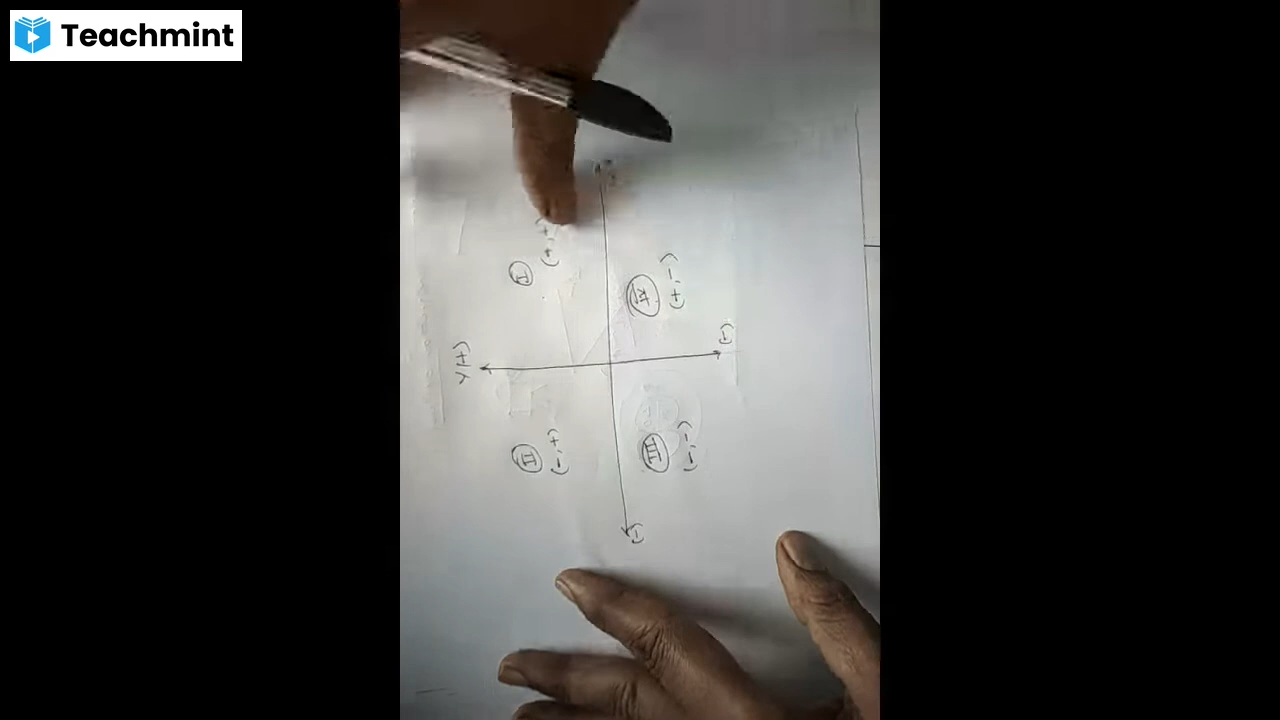 Teachmint
(-)
(-,+)
(-,-)
IV
III
(-)
(+,+)
(+,-)
I
II
(+)